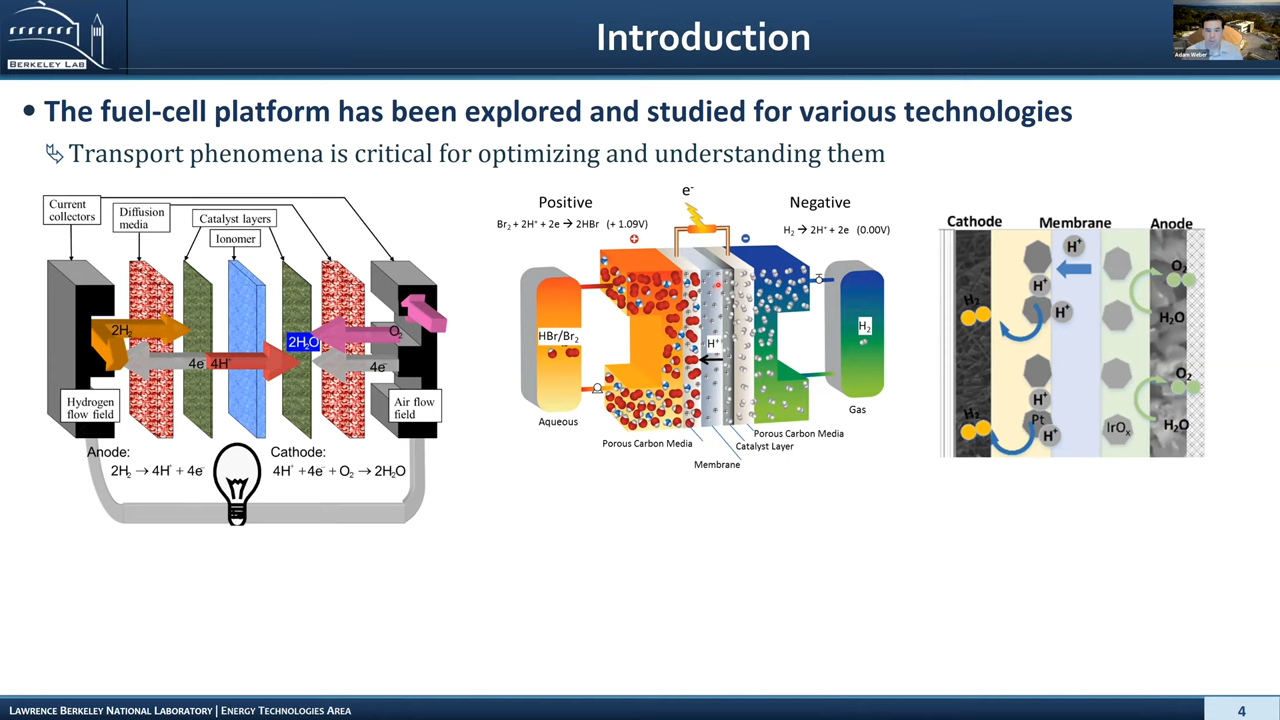 BERKELEY LAB
Introduction
Adam Weber
• The fuel-cell platform has been explored and studied for various technologies
Transport phenomena is critical for optimizing and understanding them
Current
collectors
Diffusion
media
Catalyst layers
Ionomer
2H₂
2H₂O
O₂
4e⁻
4H⁺
4e⁻
Hydrogen
flow field
Air flow
field
Anode:
2H₂ → 4H⁺ + 4e⁻
Cathode:
4H⁺ +4e⁻ + O₂ → 2H₂O
Positive
Br₂ + 2H⁺ + 2e → 2HBr (+ 1.09V)
e⁻
Negative
H₂ → 2H⁺ + 2e (0.00V)
HBr/Br₂
H⁺
H₂
Aqueous
Gas
Porous Carbon Media
Membrane
Catalyst Layer
Porous Carbon Media
Cathode
Membrane
Anode
H⁺
O₂
H⁺
H₂
H⁺
H₂O
O₂
H⁺
H₂
Pt
H⁺
IrOₓ
H₂O
LAWRENCE BERKELEY NATIONAL LABORATORY | ENERGY TECHNOLOGIES AREA
4